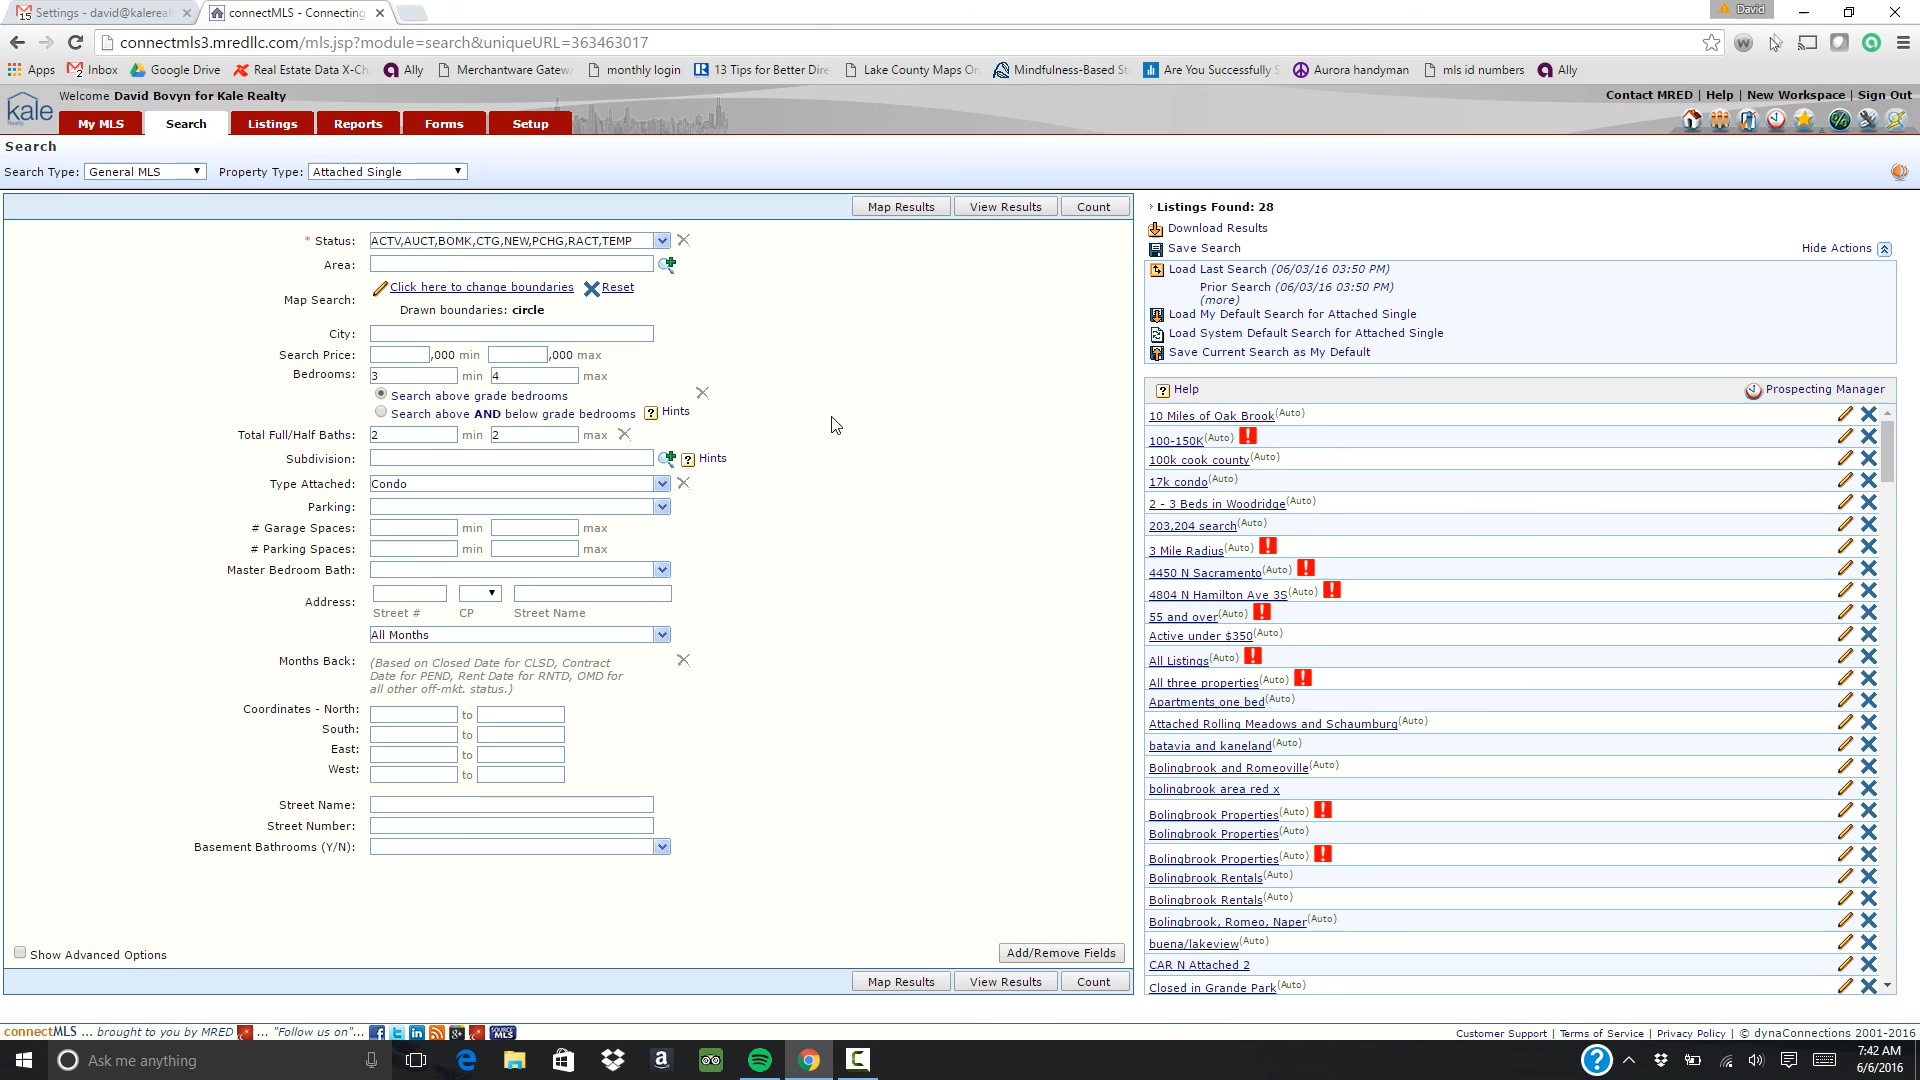 Settings - david@kalereal
connectMLS - Connecting
David
connectmls3.mredllc.com/mls.jsp?module=search&uniqueURL=363463017
Apps
Inbox
Google Drive
Real Estate Data X-Ch
Ally
Merchantware Gatew
monthly login
13 Tips for Better Dire
Lake County Maps On
Mindfulness-Based St
Are You Successfully S
Aurora handyman
mls id numbers
Ally
kale
Realty
Welcome David Bovyn for Kale Realty
Contact MRED | Help | New Workspace | Sign Out
My MLS
Search
Listings
Reports
Forms
Setup
Search
Search Type: General MLS Property Type: Attached Single
Map Results
View Results
Count
* Status: ACTV,AUCT,BOMK,CTG,NEW,PCHG,RACT,TEMP
Area:
Map Search: Click here to change boundaries Reset
Drawn boundaries: circle
City:
Search Price: ,000 min ,000 max
Bedrooms: 3 min 4 max
Search above grade bedrooms
Search above AND below grade bedrooms ? Hints
Total Full/Half Baths: 2 min 2 max
Subdivision: ? Hints
Type Attached: Condo
Parking:
# Garage Spaces: min max
# Parking Spaces: min max
Master Bedroom Bath:
Address:
Street # CP Street Name
All Months
Months Back: (Based on Closed Date for CLSD, Contract
Date for PEND, Rent Date for RNTD, OMD for
all other off-mkt. status.)
Coordinates - North: to
South: to
East: to
West: to
Street Name:
Street Number:
Basement Bathrooms (Y/N):
Show Advanced Options
Add/Remove Fields
Map Results
View Results
Count
Listings Found: 28
Download Results
Save Search
Hide Actions
Load Last Search (06/03/16 03:50 PM)
Prior Search (06/03/16 03:50 PM)
(more)
Load My Default Search for Attached Single
Load System Default Search for Attached Single
Save Current Search as My Default
? Help
Prospecting Manager
10 Miles of Oak Brook(Auto)
100-150K(Auto) !
100k cook county(Auto)
17k condo(Auto)
2 - 3 Beds in Woodridge(Auto)
203,204 search(Auto)
3 Mile Radius(Auto) !
4450 N Sacramento(Auto) !
4804 N Hamilton Ave 3S(Auto) !
55 and over(Auto) !
Active under $350(Auto)
All Listings(Auto) !
All three properties(Auto) !
Apartments one bed(Auto)
Attached Rolling Meadows and Schaumburg(Auto)
batavia and kaneland(Auto)
Bolingbrook and Romeoville(Auto)
bolingbrook area red x
Bolingbrook Properties(Auto) !
Bolingbrook Properties(Auto)
Bolingbrook Properties(Auto) !
Bolingbrook Rentals(Auto)
Bolingbrook Rentals(Auto)
Bolingbrook, Romeo, Naper(Auto)
buena/lakeview(Auto)
CAR N Attached 2
Closed in Grande Park(Auto)
connectMLS ... brought to you by MRED ... "Follow us on"...
SOURCE MLS
Customer Support | Terms of Service | Privacy Policy | © dynaConnections 2001-2016
Ask me anything
7:42 AM
6/6/2016